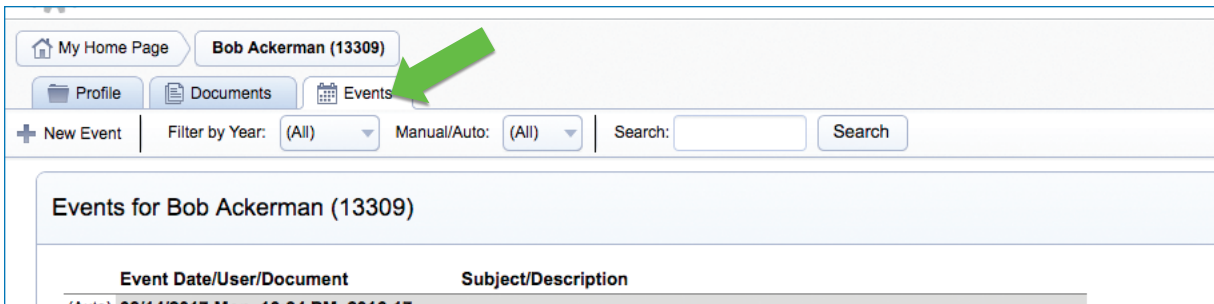 My Home Page Bob Ackerman (13309)
Profile Documents Events
New Event Filter by Year: (All) Manual/Auto: (All) Search: Search
Events for Bob Ackerman (13309)
Event Date/User/Document Subject/Description
(Auto)